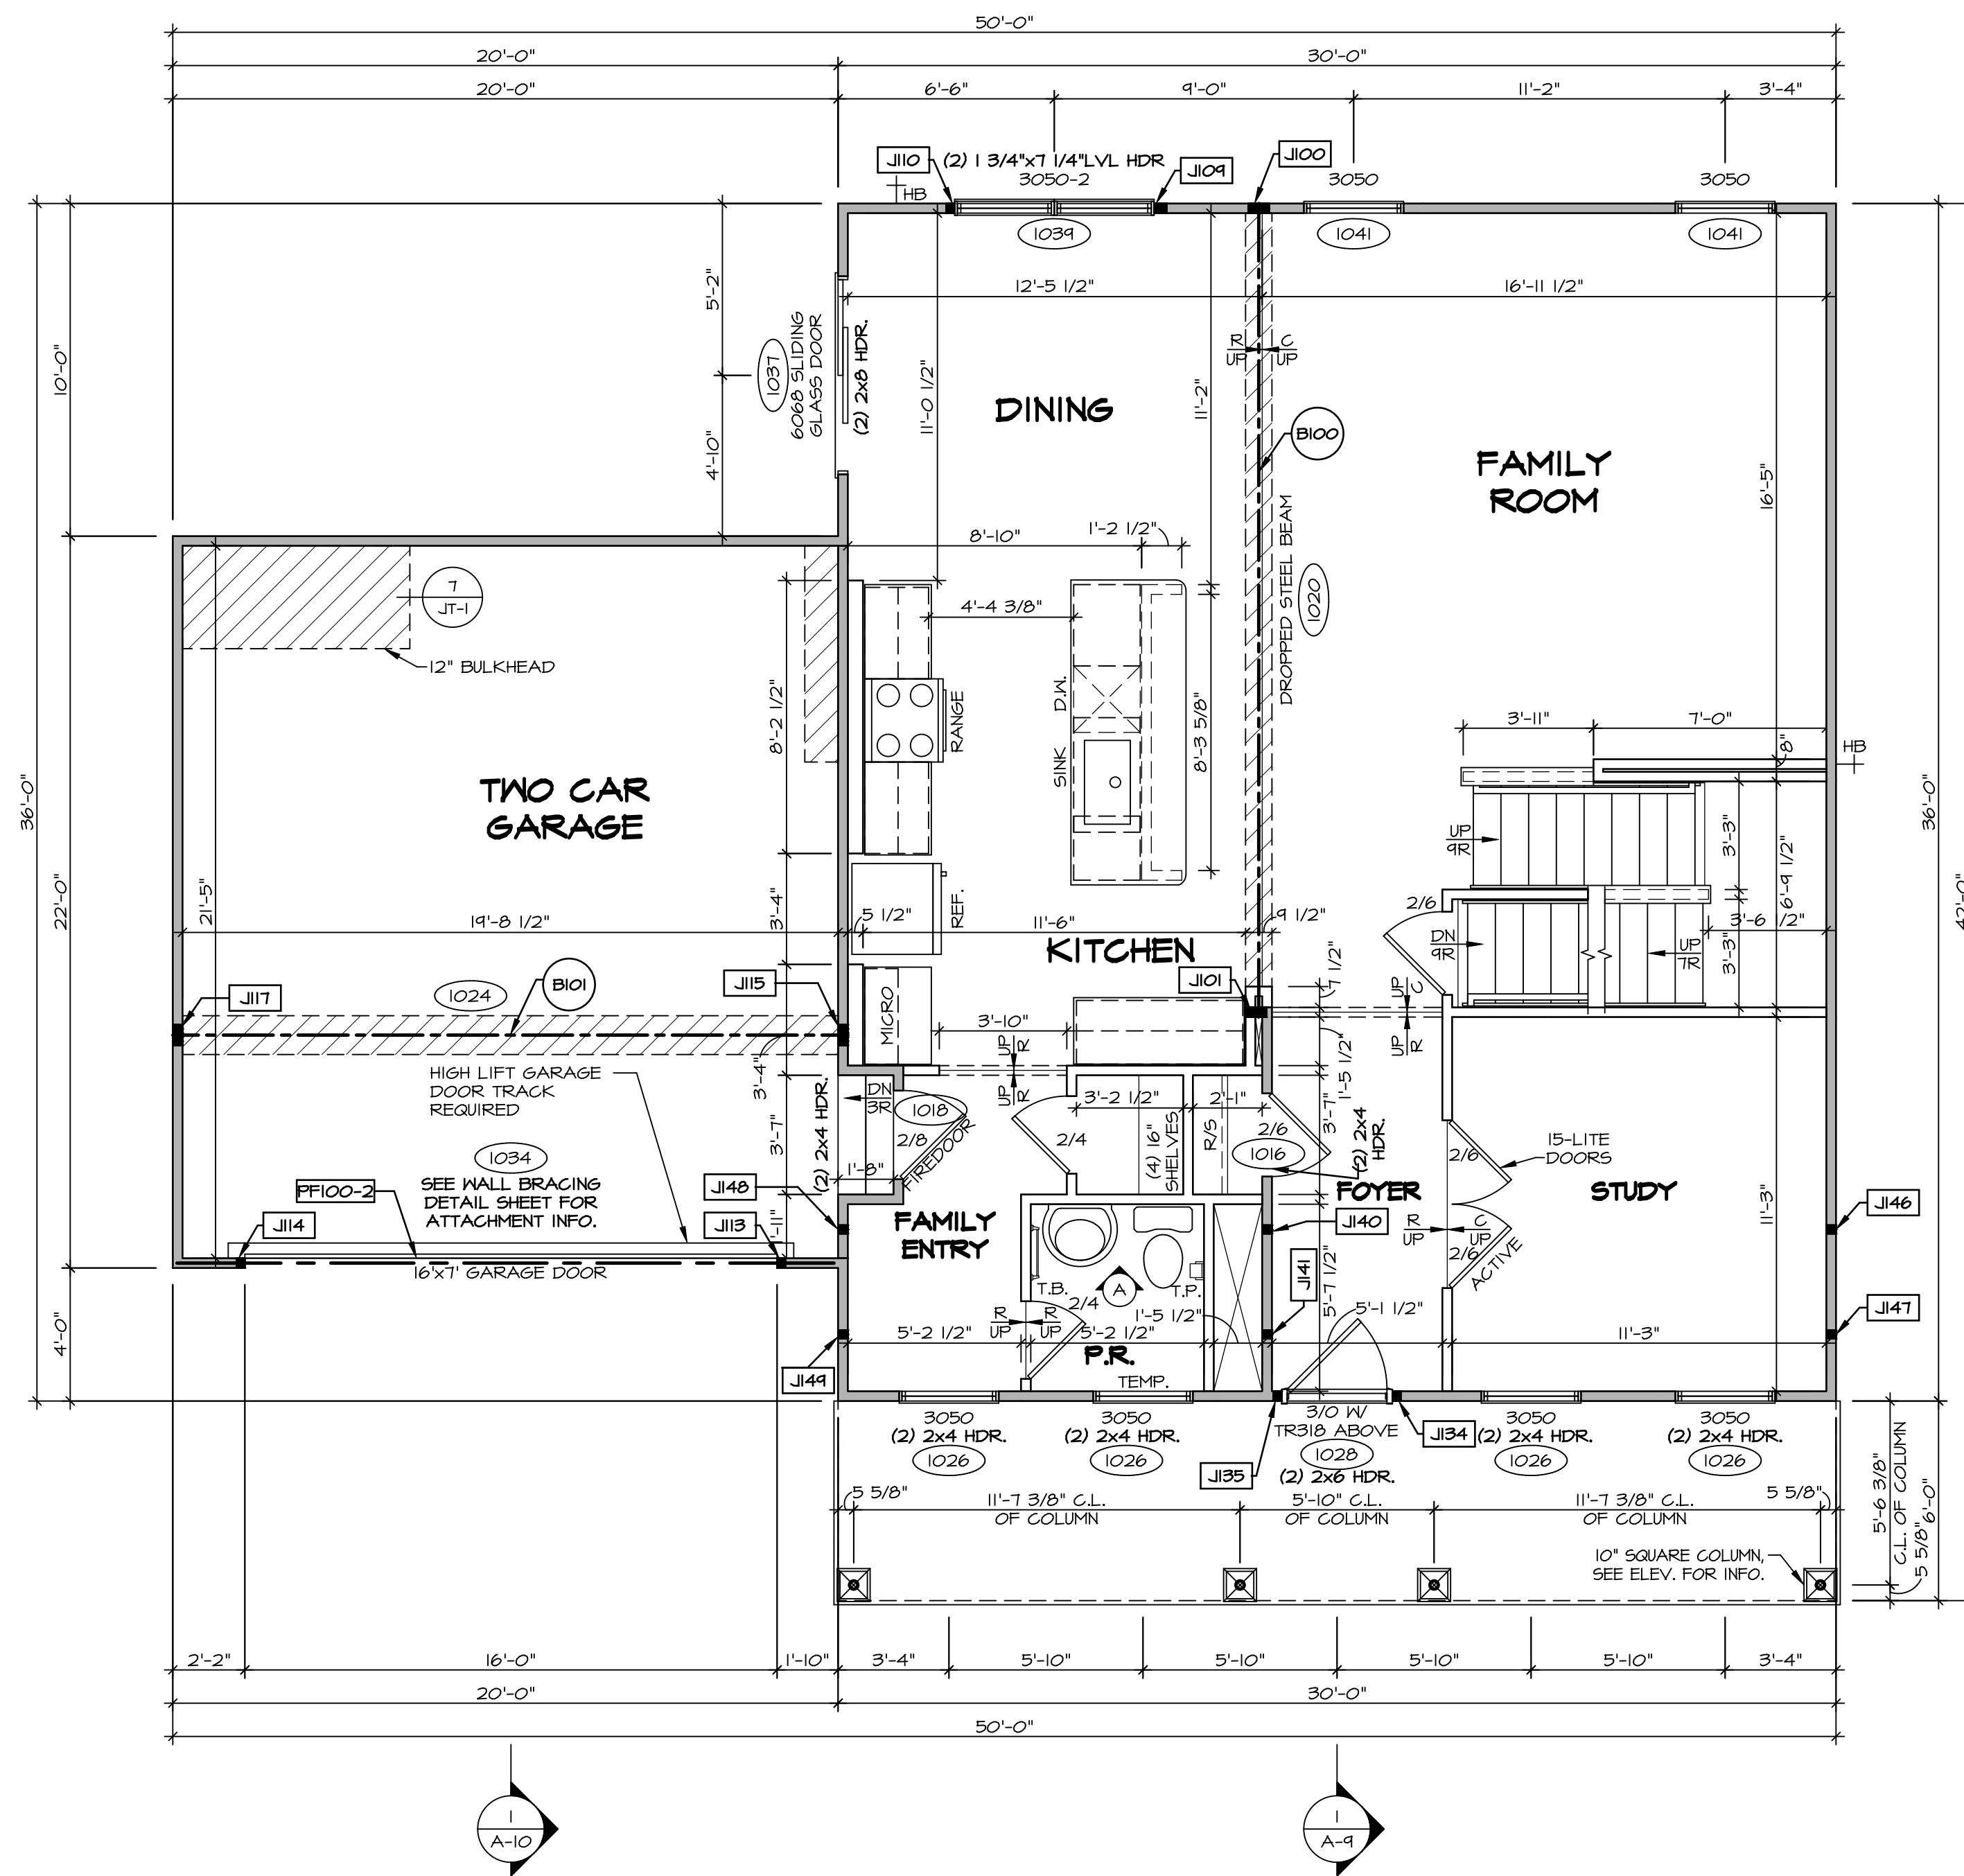 50'-0"
20'-0"
30'-0"
20'-0"
6'-6"
9'-0"
11'-2"
3'-4"
J110
(2) 1 3/4"x7 1/4"LVL HDR
J109
J100
3050-2
3050
3050
HB
1039
1041
1041
12'-5 1/2"
16'-11 1/2"
5'-2"
10'-0"
4'-10"
1037
6068 SLIDING
GLASS DOOR
(2) 2x8 HDR.
11'-0 1/2"
11'-2"
R
UP
C
UP
DINING
B100
FAMILY
ROOM
16'-5"
DROPPED STEEL BEAM
1020
8'-10"
1'-2 1/2"
7
JT-1
12" BULKHEAD
4'-4 3/8"
D.W.
SINK
RANGE
8'-2 1/2"
8'-3 5/8"
3'-11"
7'-0"
8"
HB
TWO CAR
GARAGE
36'-0"
36'-0"
42'-0"
22'-0"
21'-5"
UP
9R
3'-3"
6'-9 1/2"
2/6
3'-6 1/2"
DN
9R
UP
7R
3'-3"
19'-8 1/2"
3'-4"
5 1/2"
REF.
11'-6"
9 1/2"
KITCHEN
J117
1024
B101
J115
J101
7 1/2"
UP
C
UP
R
MICRO
3'-10"
UP
R
UP
R
3'-4"
1'-5 1/2"
HIGH LIFT GARAGE
DOOR TRACK
REQUIRED
(2) 2x4 HDR.
DN
3R
1018
2/8
FIREDOOR
3'-2 1/2"
2'-1"
3'-7"
3'-7"
2/4
(4) 16"
SHELVES
R/S
2/6
1016
(2) 2x4
HDR.
2/6
15-LITE
DOORS
1034
SEE WALL BRACING
DETAIL SHEET FOR
ATTACHMENT INFO.
PF100-2
1'-8"
J148
J114
J113
1'-11"
16'x7' GARAGE DOOR
FAMILY
ENTRY
FOYER
STUDY
J140
J141
J146
11'-3"
R
UP
C
UP
2/6
ACTIVE
5'-7 1/2"
T.B.
A
T.P.
2/4
1'-5 1/2"
5'-1 1/2"
J147
R
UP
R
UP
5'-2 1/2"
5'-2 1/2"
11'-3"
P.R.
TEMP.
J149
4'-0"
3050
(2) 2x4 HDR.
1026
3050
(2) 2x4 HDR.
1026
3/0 W/
TR318 ABOVE
1028
(2) 2x6 HDR.
J135
J134
3050
(2) 2x4 HDR.
1026
3050
(2) 2x4 HDR.
1026
5 5/8"
11'-7 3/8" C.L.
OF COLUMN
5'-10" C.L.
OF COLUMN
11'-7 3/8" C.L.
OF COLUMN
5 5/8"
5'-6 3/8"
C.L. OF COLUMN
5 5/8"
6'-0"
10" SQUARE COLUMN,
SEE ELEV. FOR INFO.
2'-2"
16'-0"
1'-10"
3'-4"
5'-10"
5'-10"
5'-10"
5'-10"
3'-4"
20'-0"
30'-0"
50'-0"
1
A-10
1
A-9